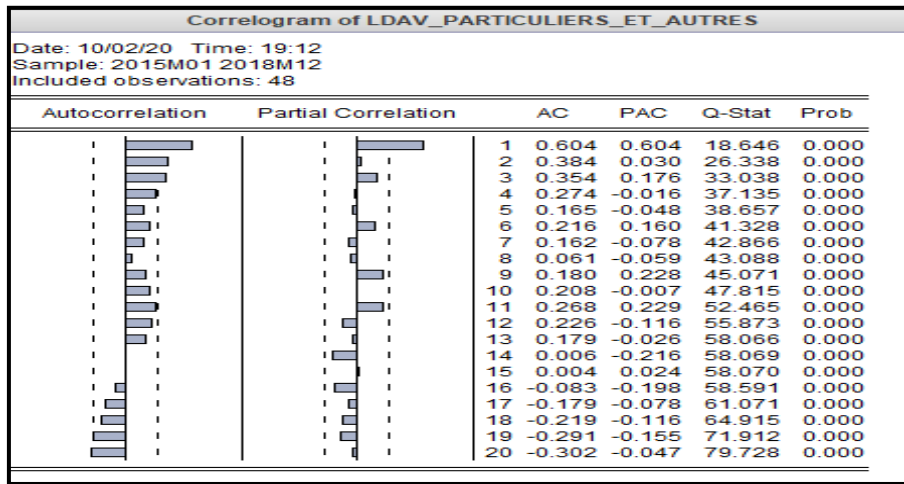 Correlogram of LDAV_PARTICULIERS_ET_AUTRES
Date: 10/02/20 Time: 19:12
Sample: 2015M01 2018M12
Included observations: 48
Autocorrelation Partial Correlation AC PAC Q-Stat Prob
1 0.604 0.604 18.646 0.000
2 0.384 0.030 26.338 0.000
3 0.354 0.176 33.038 0.000
4 0.274 -0.016 37.135 0.000
5 0.165 -0.048 38.657 0.000
6 0.216 0.160 41.328 0.000
7 0.162 -0.078 42.866 0.000
8 0.061 -0.059 43.088 0.000
9 0.180 0.228 45.071 0.000
10 0.208 -0.007 47.815 0.000
11 0.268 0.229 52.465 0.000
12 0.226 -0.116 55.873 0.000
13 0.179 -0.026 58.066 0.000
14 0.006 -0.216 58.069 0.000
15 0.004 0.024 58.070 0.000
16 -0.083 -0.198 58.591 0.000
17 -0.179 -0.078 61.071 0.000
18 -0.219 -0.116 64.915 0.000
19 -0.291 -0.155 71.912 0.000
20 -0.302 -0.047 79.728 0.000